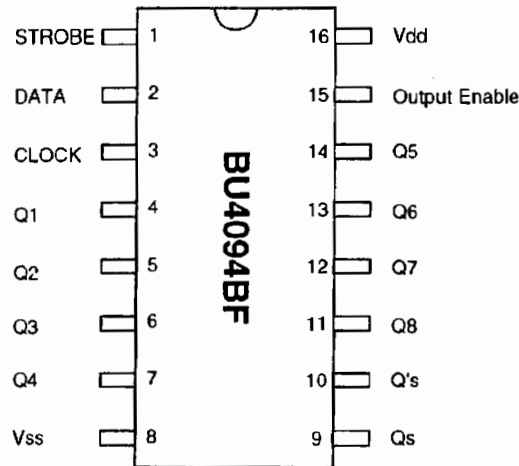 STROBE 1 16 Vdd
DATA 2 15 Output Enable
CLOCK 3 14 Q5
Q1 4 13 Q6
Q2 5 12 Q7
Q3 6 11 Q8
Q4 7 10 Q's
Vss 8 9 Qs
BU4094BF